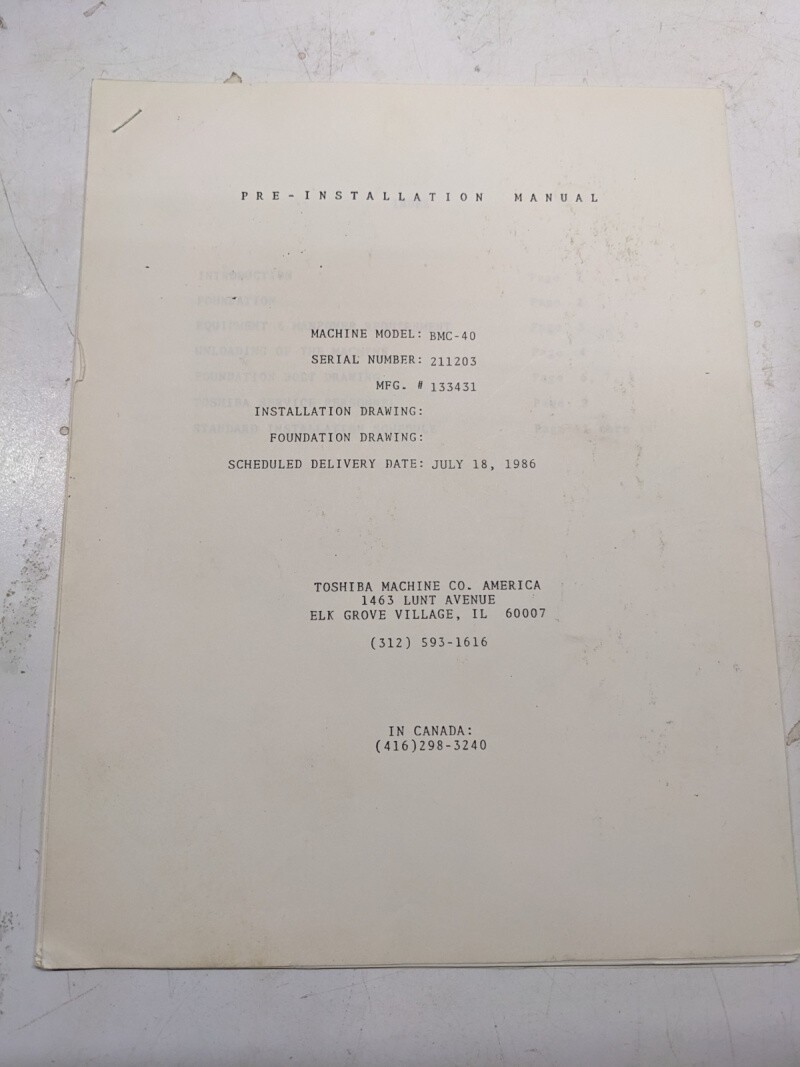 PRE-INSTALLATION MANUAL
MACHINE MODEL: BMC-40
SERIAL NUMBER: 211203
MFG. # 133431
INSTALLATION DRAWING:
FOUNDATION DRAWING:
SCHEDULED DELIVERY DATE: JULY 18, 1986
TOSHIBA MACHINE CO. AMERICA
1463 LUNT AVENUE
ELK GROVE VILLAGE, IL 60007
(312) 593-1616
IN CANADA:
(416)298-3240